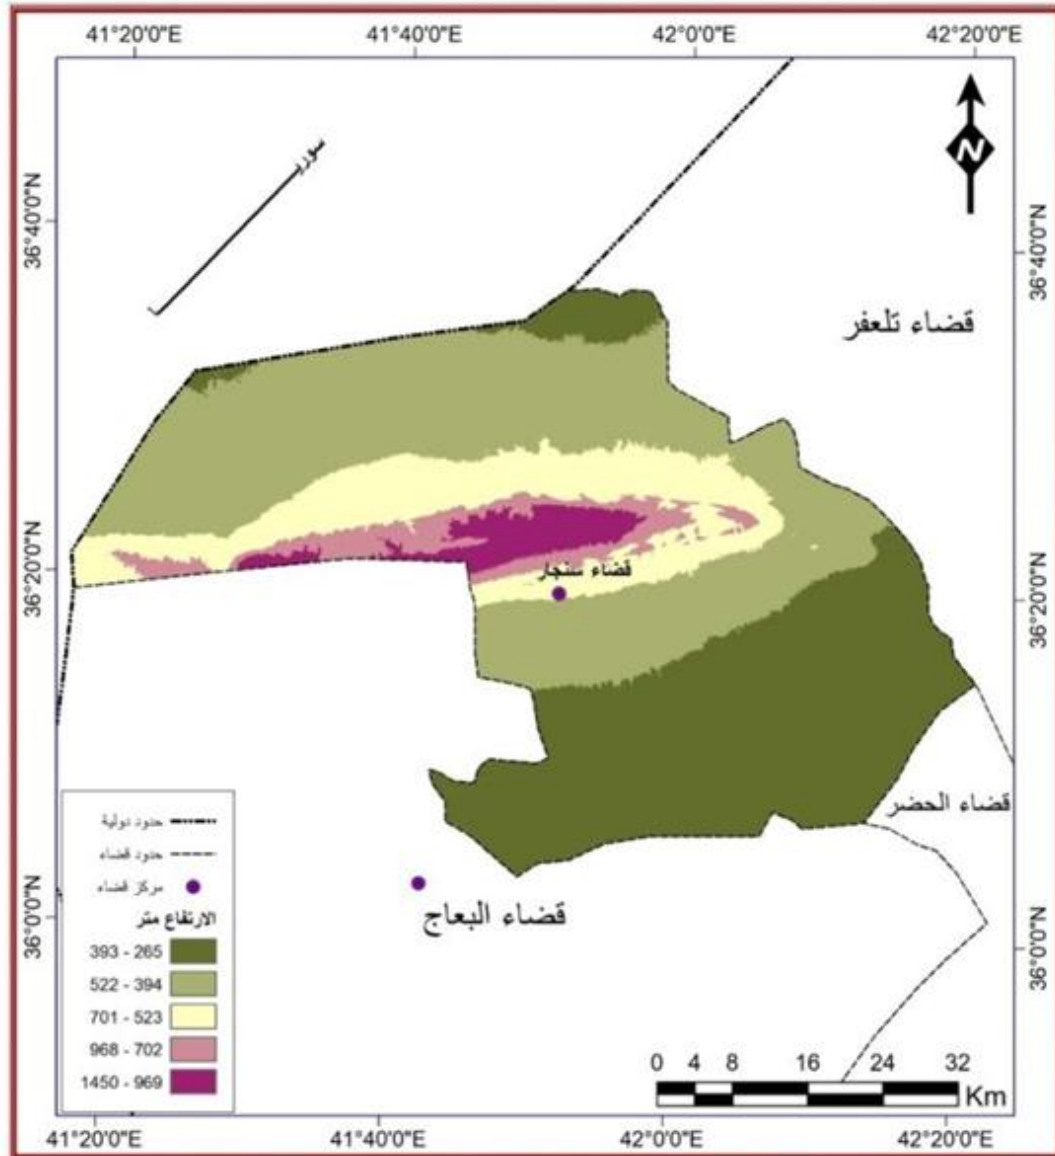 41°20'0"E 41°40'0"E 42°0'0"E 42°20'0"E
N
سوريا
36°40'0"N
36°40'0"N
قضاء تلعفر
36°20'0"N
36°20'0"N
قضاء سنجار
قضاء الحضر
قضاء البعاج
36°0'0"N
36°0'0"N
حدود دولية
حدود قضاء
مركز قضاء
الارتفاع متر
393 - 265
522 - 394
701 - 523
968 - 702
1450 - 969
0 4 8 16 24 32
Km
41°20'0"E 41°40'0"E 42°0'0"E 42°20'0"E